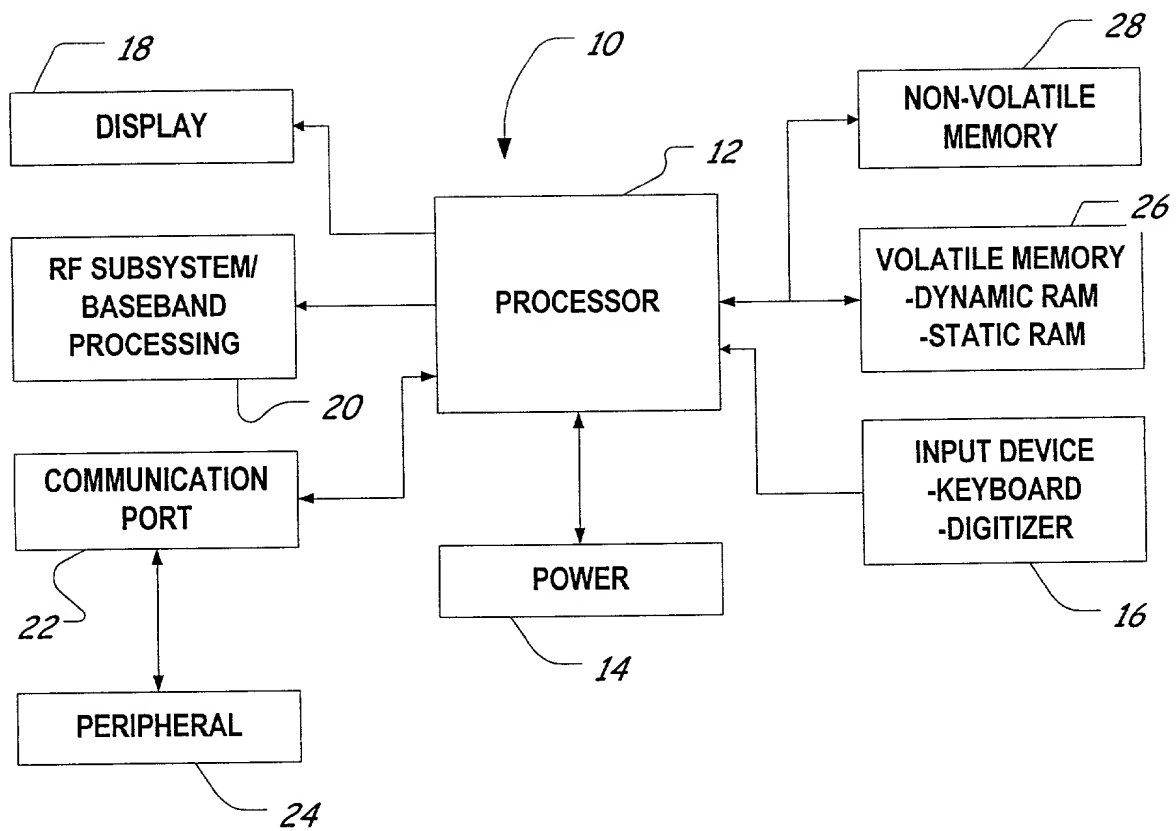 18
DISPLAY
10
28
NON-VOLATILE
MEMORY
12
PROCESSOR
26
VOLATILE MEMORY
-DYNAMIC RAM
-STATIC RAM
RF SUBSYSTEM/
BASEBAND
PROCESSING
20
COMMUNICATION
PORT
22
INPUT DEVICE
-KEYBOARD
-DIGITIZER
16
POWER
14
PERIPHERAL
24